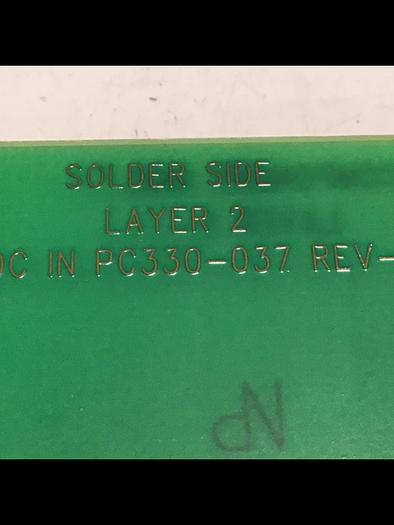 SOLDER SIDE
LAYER 2
IN PC330-037 REV-